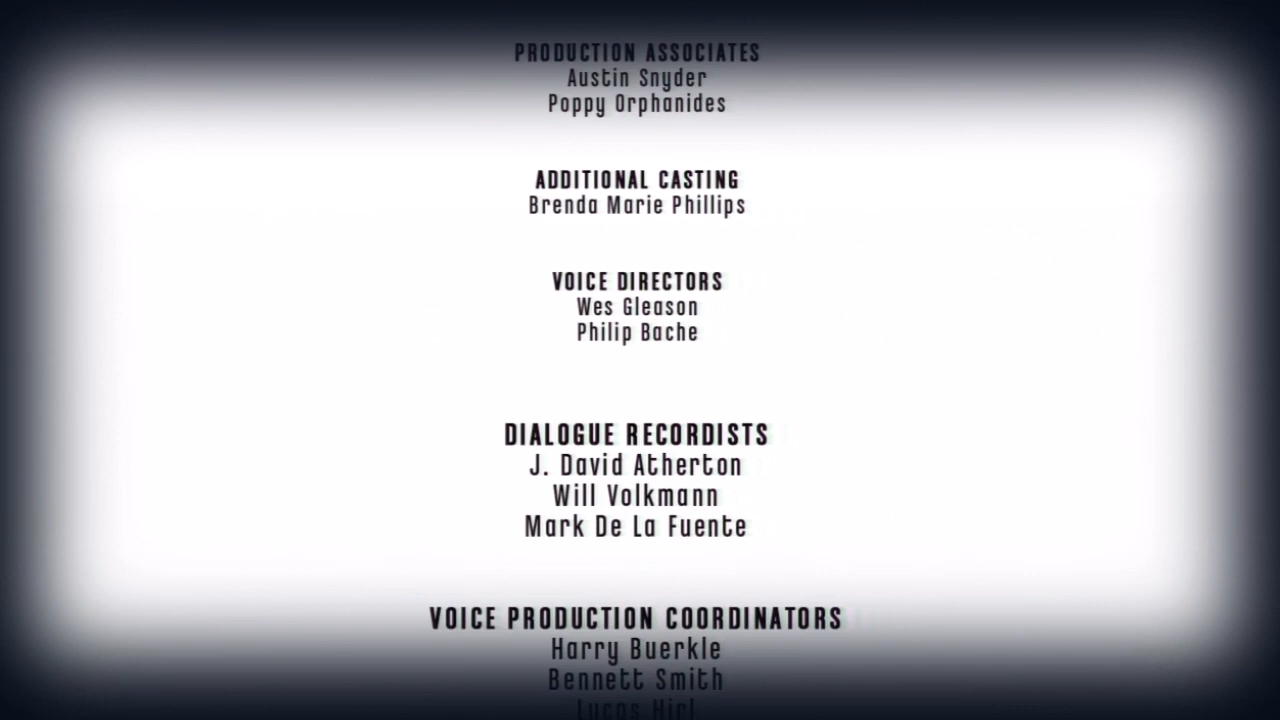 PRODUCTION ASSOCIATES
Austin Snyder
Poppy Orphanides
ADDITIONAL CASTING
Brenda Marie Phillips
VOICE DIRECTORS
Wes Gleason
Philip Bache
DIALOGUE RECORDISTS
J. David Atherton
Will Volkmann
Mark De La Fuente
VOICE PRODUCTION COORDINATORS
Harry Buerkle
Bennett Smith
Lucas